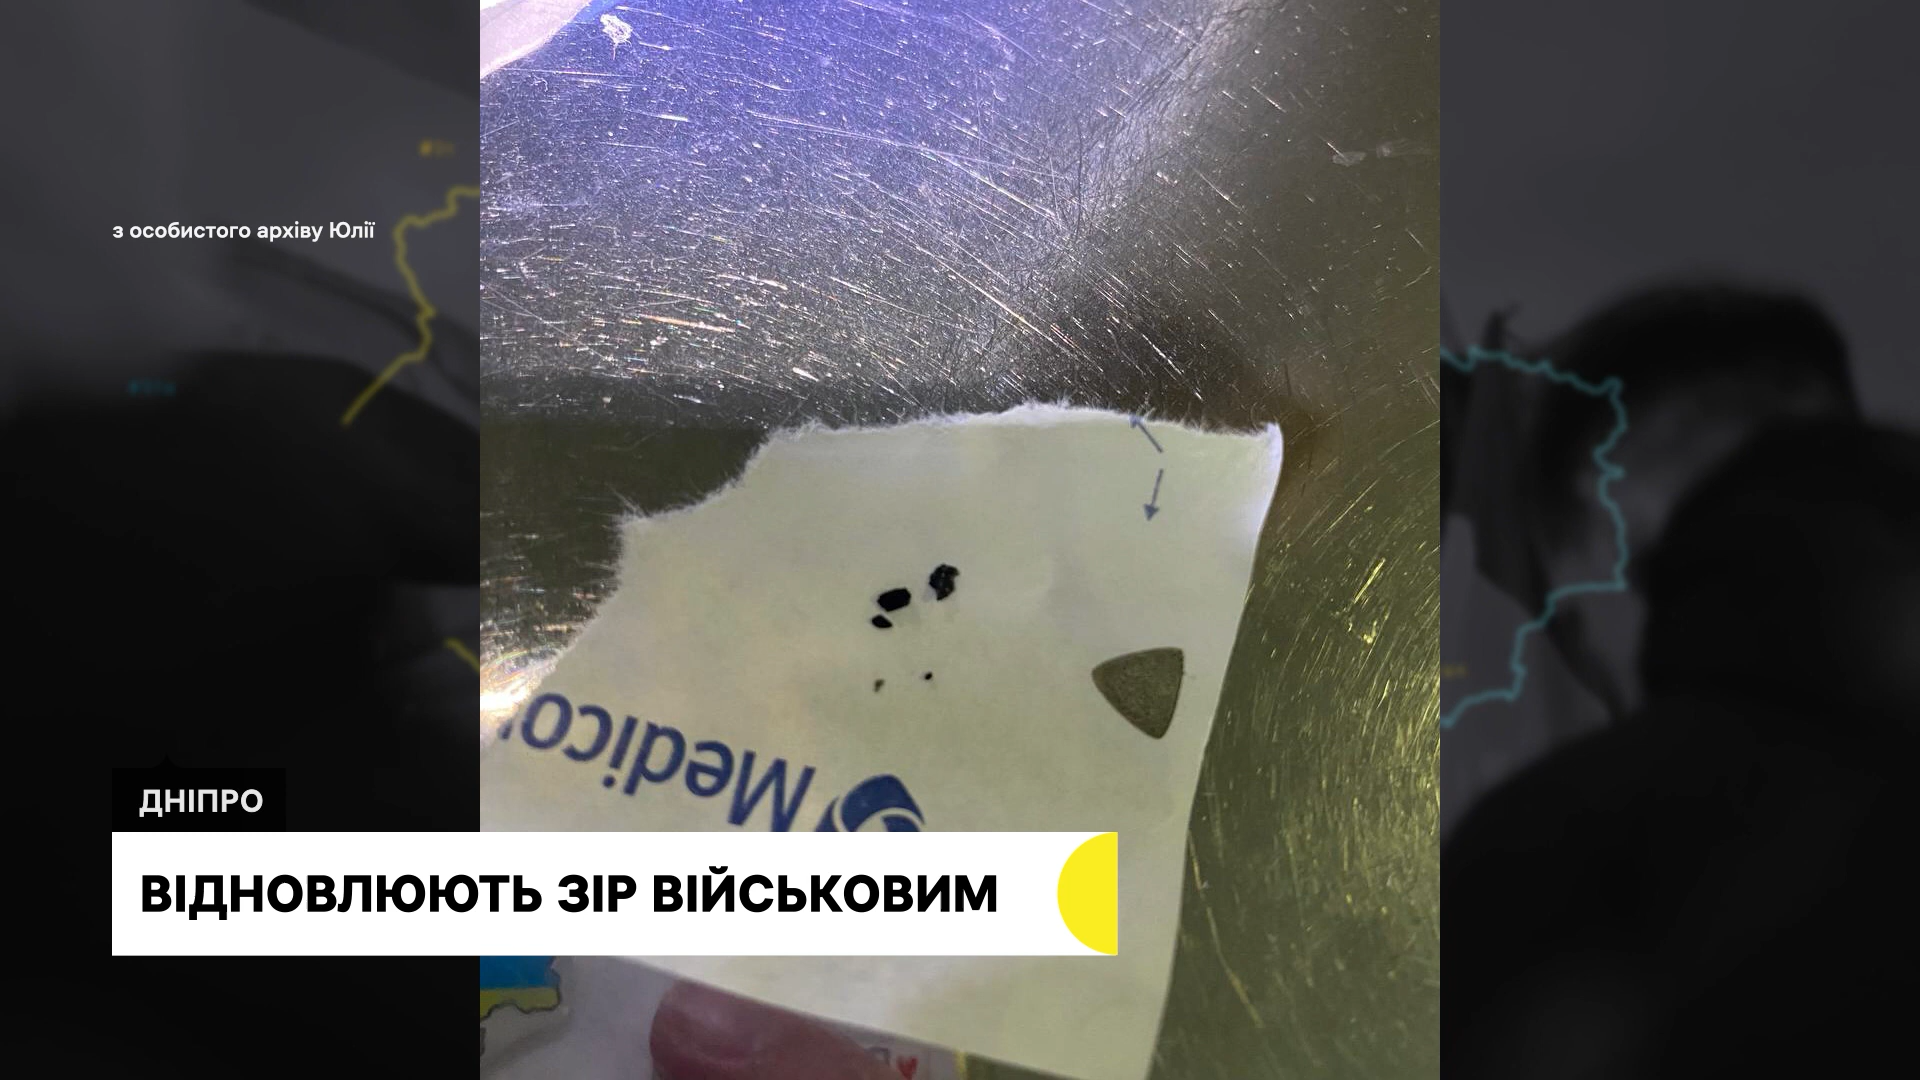 з особистого архіву Юлії
Medico
ДНІПРО
ВІДНОВЛЮЮТЬ ЗІР ВІЙСЬКОВИМ